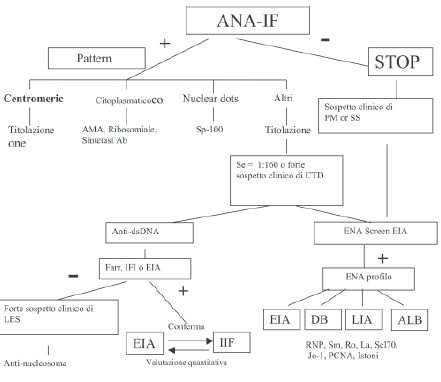 ANA-IF
+
-
Pattern
STOP
Centromeric
Citoplasmaticoco
Nuclear dots
Altri
Sospetto clinico di
PM or SS
Titolazione
one
AMA, Ribosomiale,
Sintetasi Ab
Sp-100
Titolazione
Se = 1:160 o forte
sospetto clinico di CTD
Anti-dsDNA
ENA Screen EIA
-
Farr, IFI o EIA
+
+
ENA profilo
Forte sospetto clinico di
LES
Conferma
EIA
IIF
Valutazione quantitativa
EIA
DB
LIA
ALB
RNP, Sm, Ro, La, Scl70,
Jo-1, PCNA, Istoni
Anti-nucleosoma